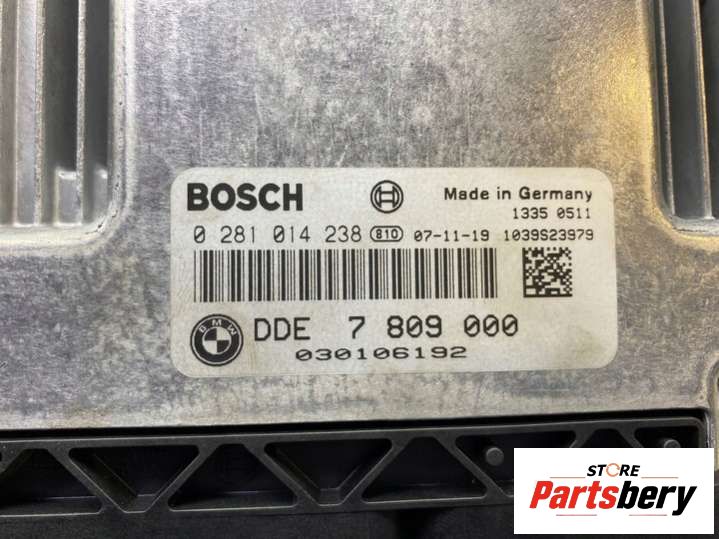 BOSCH Made in Germany
1335 0511
0 281 014 238 810 07-11-19 1039S23979
BMW DDE 7 809 000
030106192
STORE
Partsbery